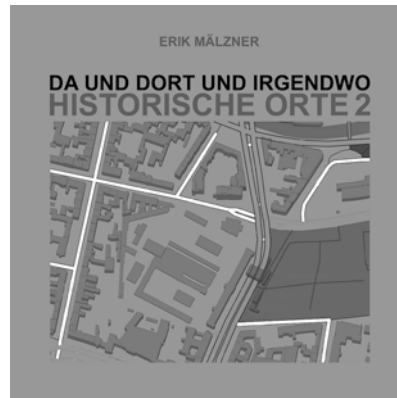 ERIK MÄLZNER
DA UND DORT UND IRGENDWO
HISTORISCHE ORTE 2